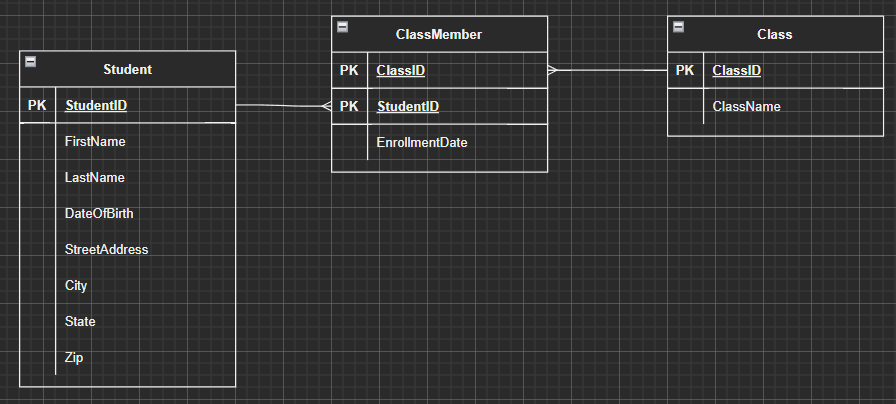 Student
PK StudentID
FirstName
LastName
DateOfBirth
StreetAddress
City
State
Zip
ClassMember
PK ClassID
PK StudentID
EnrollmentDate
Class
PK ClassID
ClassName